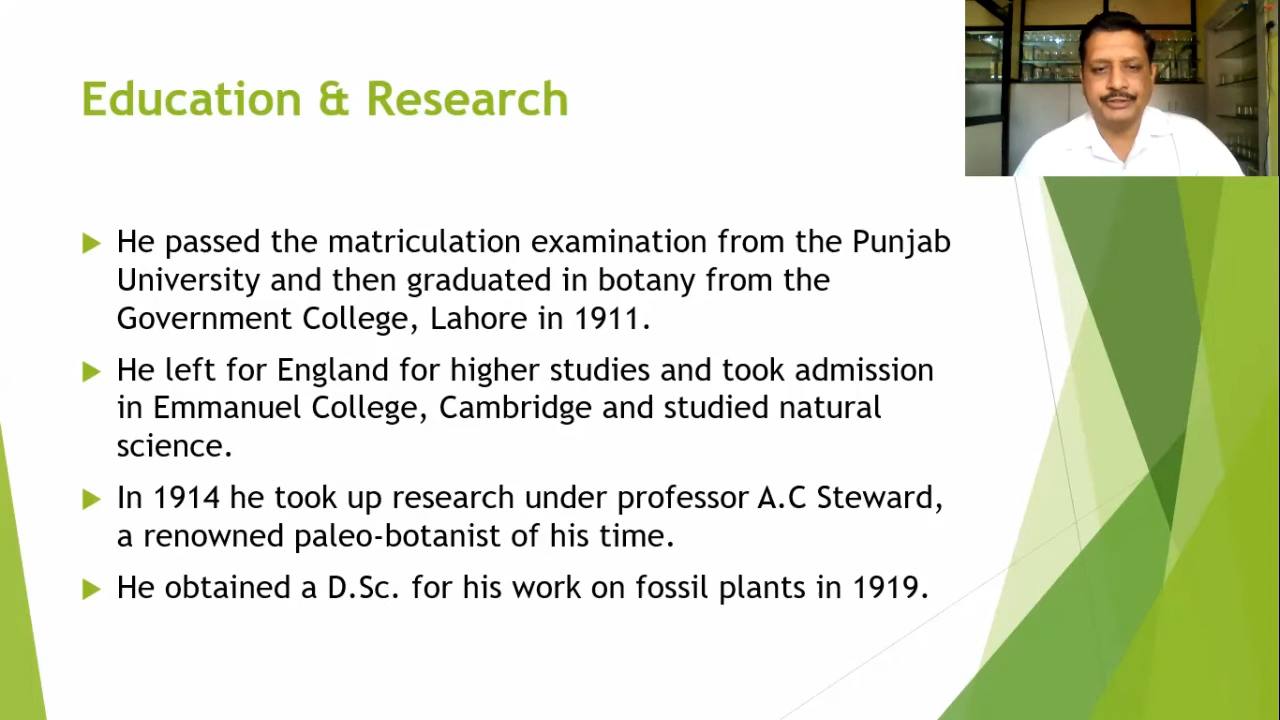 Education & Research
He passed the matriculation examination from the Punjab
University and then graduated in botany from the
Government College, Lahore in 1911.
He left for England for higher studies and took admission
in Emmanuel College, Cambridge and studied natural
science.
In 1914 he took up research under professor A.C Steward,
a renowned paleo-botanist of his time.
He obtained a D.Sc. for his work on fossil plants in 1919.